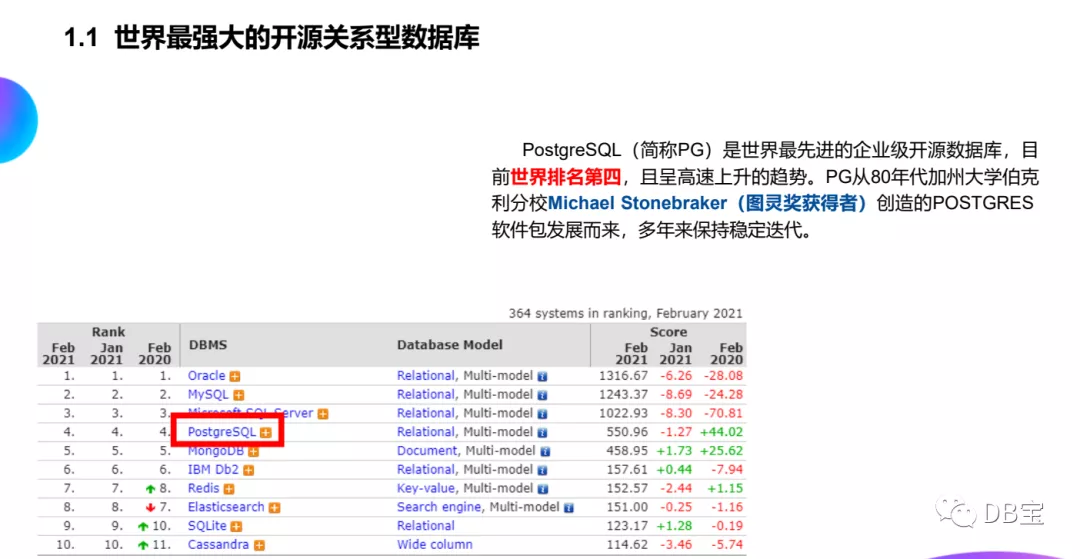 1.1 世界最强大的开源关系型数据库
PostgreSQL（简称PG）是世界最先进的企业级开源数据库，目
前世界排名第四，且呈高速上升的趋势。PG从80年代加州大学伯克
利分校Michael Stonebraker（图灵奖获得者）创造的POSTGRES
软件包发展而来，多年来保持稳定迭代。
364 systems in ranking, February 2021
Rank Score
Feb 2021 Jan 2021 Feb 2020 DBMS Database Model Feb 2021 Jan 2021 Feb 2020
1. 1. 1. Oracle Relational, Multi-model 1316.67 -6.26 -28.08
2. 2. 2. MySQL Relational, Multi-model 1243.37 -8.69 -24.28
3. 3. 3. Microsoft SQL Server Relational, Multi-model 1022.93 -8.30 -70.81
4. 4. 4. PostgreSQL Relational, Multi-model 550.96 -1.27 +44.02
5. 5. 5. MongoDB Document, Multi-model 458.95 +1.73 +25.62
6. 6. 6. IBM Db2 Relational, Multi-model 157.61 +0.44 -7.94
7. 7. 8. Redis Key-value, Multi-model 152.57 -2.44 +1.15
8. 8. 7. Elasticsearch Search engine, Multi-model 151.00 -0.25 -1.16
9. 9. 10. SQLite Relational 123.17 +1.28 -0.19
10. 10. 11. Cassandra Wide column 114.62 -3.46 -5.74
DB宝